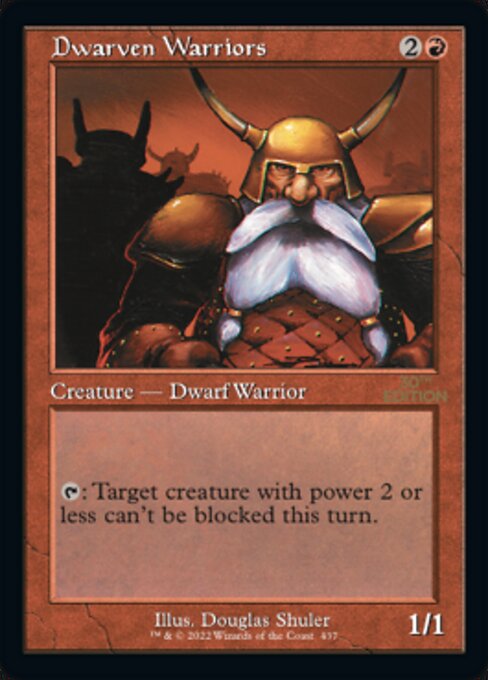 Dwarven Warriors 2
Creature — Dwarf Warrior
30TH EDITION
: Target creature with power 2 or
less can't be blocked this turn.
Illus. Douglas Shuler
™ & © 2022 Wizards of the Coast 437
1/1